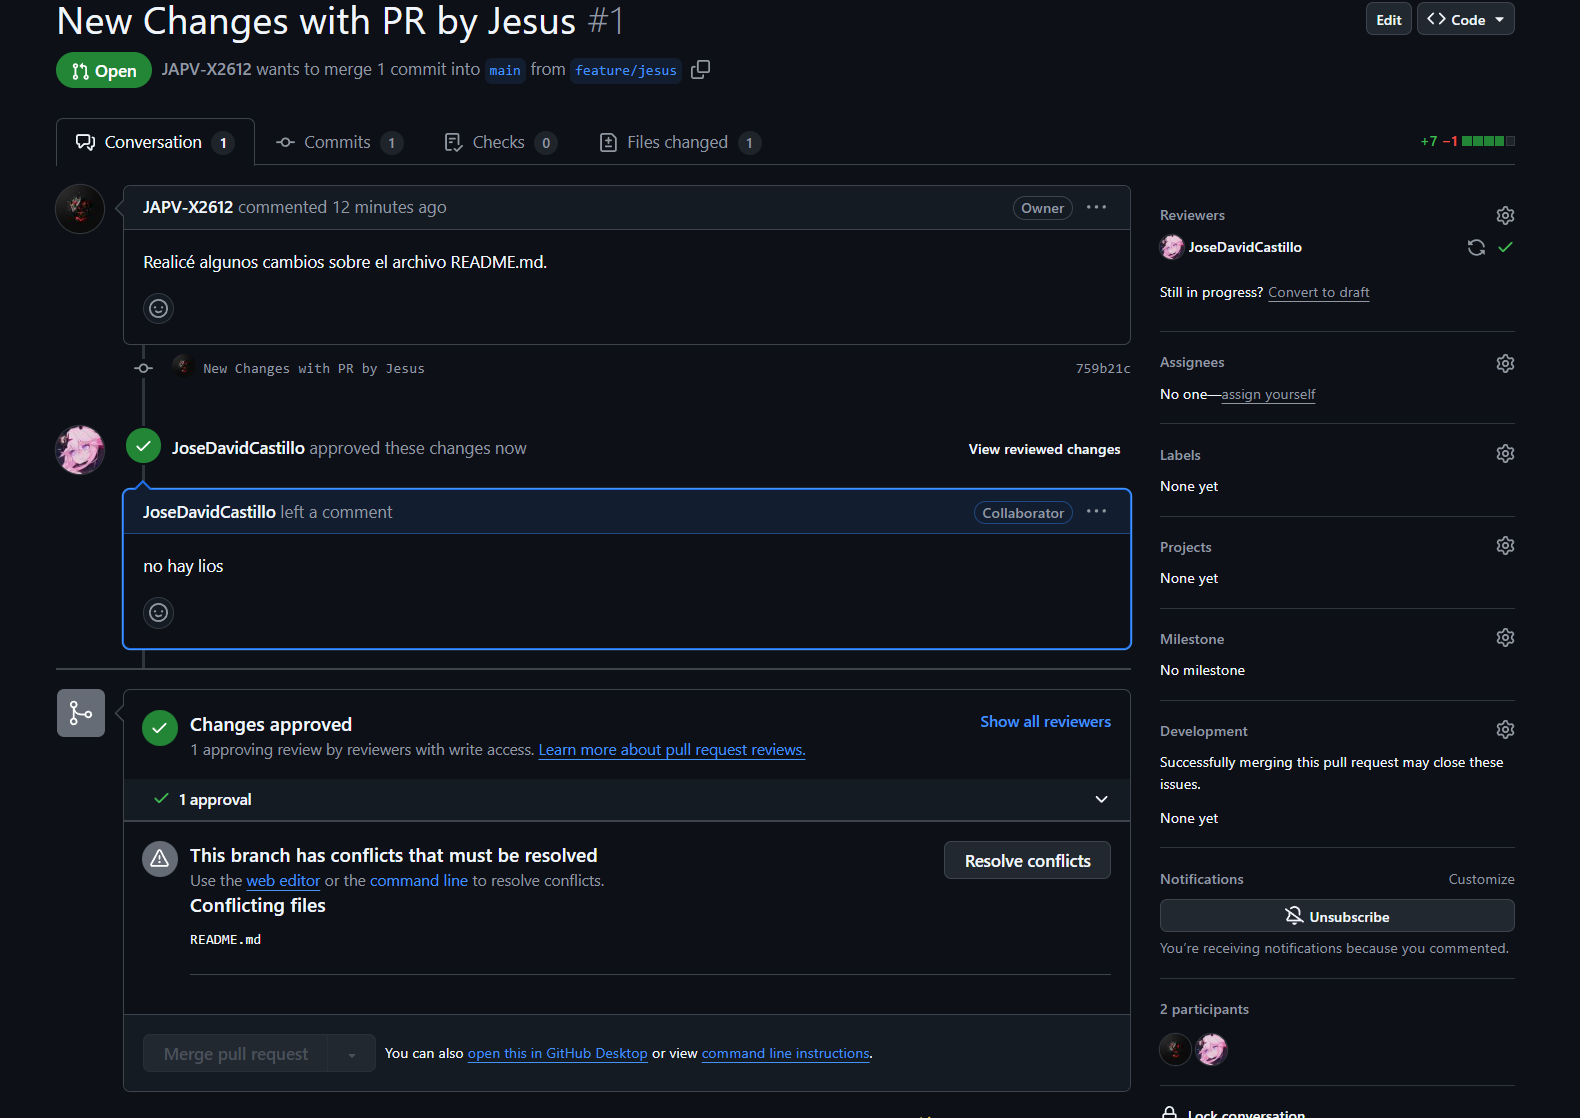 New Changes with PR by Jesus #1
Edit
Code
Open
JAPV-X2612 wants to merge 1 commit into main from feature/jesus
Conversation 1
Commits 1
Checks 0
Files changed 1
+7 −1
JAPV-X2612 commented 12 minutes ago
Owner
Realicé algunos cambios sobre el archivo README.md.
New Changes with PR by Jesus
759b21c
JoseDavidCastillo approved these changes now
View reviewed changes
JoseDavidCastillo left a comment
Collaborator
no hay lios
Changes approved
Show all reviewers
1 approving review by reviewers with write access. Learn more about pull request reviews.
1 approval
This branch has conflicts that must be resolved
Resolve conflicts
Use the web editor or the command line to resolve conflicts.
Conflicting files
README.md
Merge pull request
You can also open this in GitHub Desktop or view command line instructions.
Reviewers
JoseDavidCastillo
Still in progress? Convert to draft
Assignees
No one—assign yourself
Labels
None yet
Projects
None yet
Milestone
No milestone
Development
Successfully merging this pull request may close these
issues.
None yet
Notifications
Customize
Unsubscribe
You're receiving notifications because you commented.
2 participants
Lock conversation